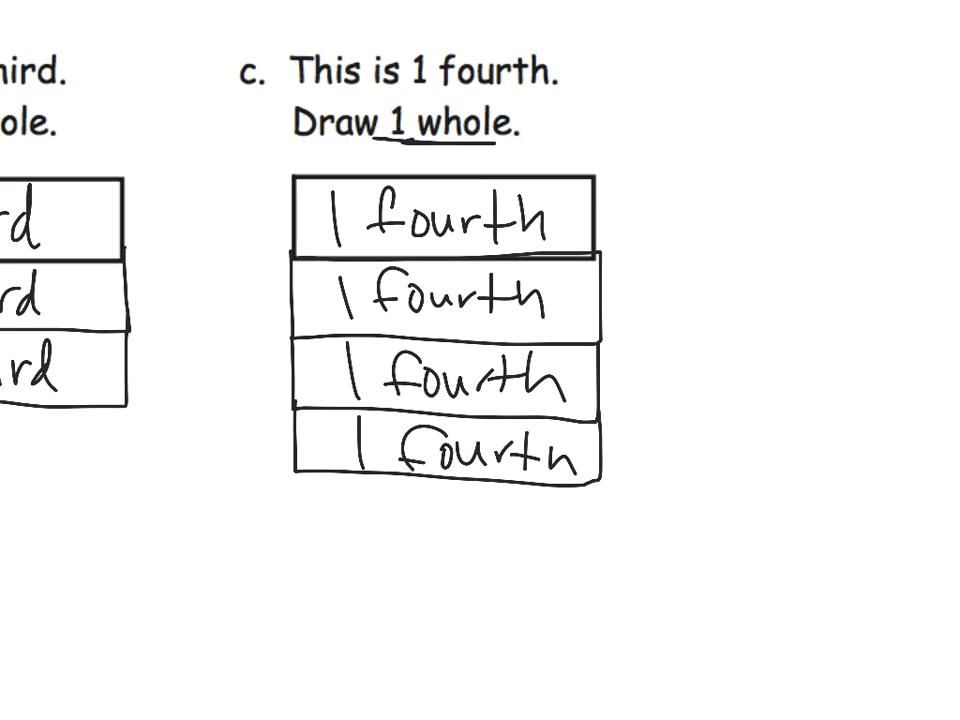 hird.
ole.
rd
rd
ird
c. This is 1 fourth.
Draw 1 whole.
1 fourth
1 fourth
1 fourth
1 fourth